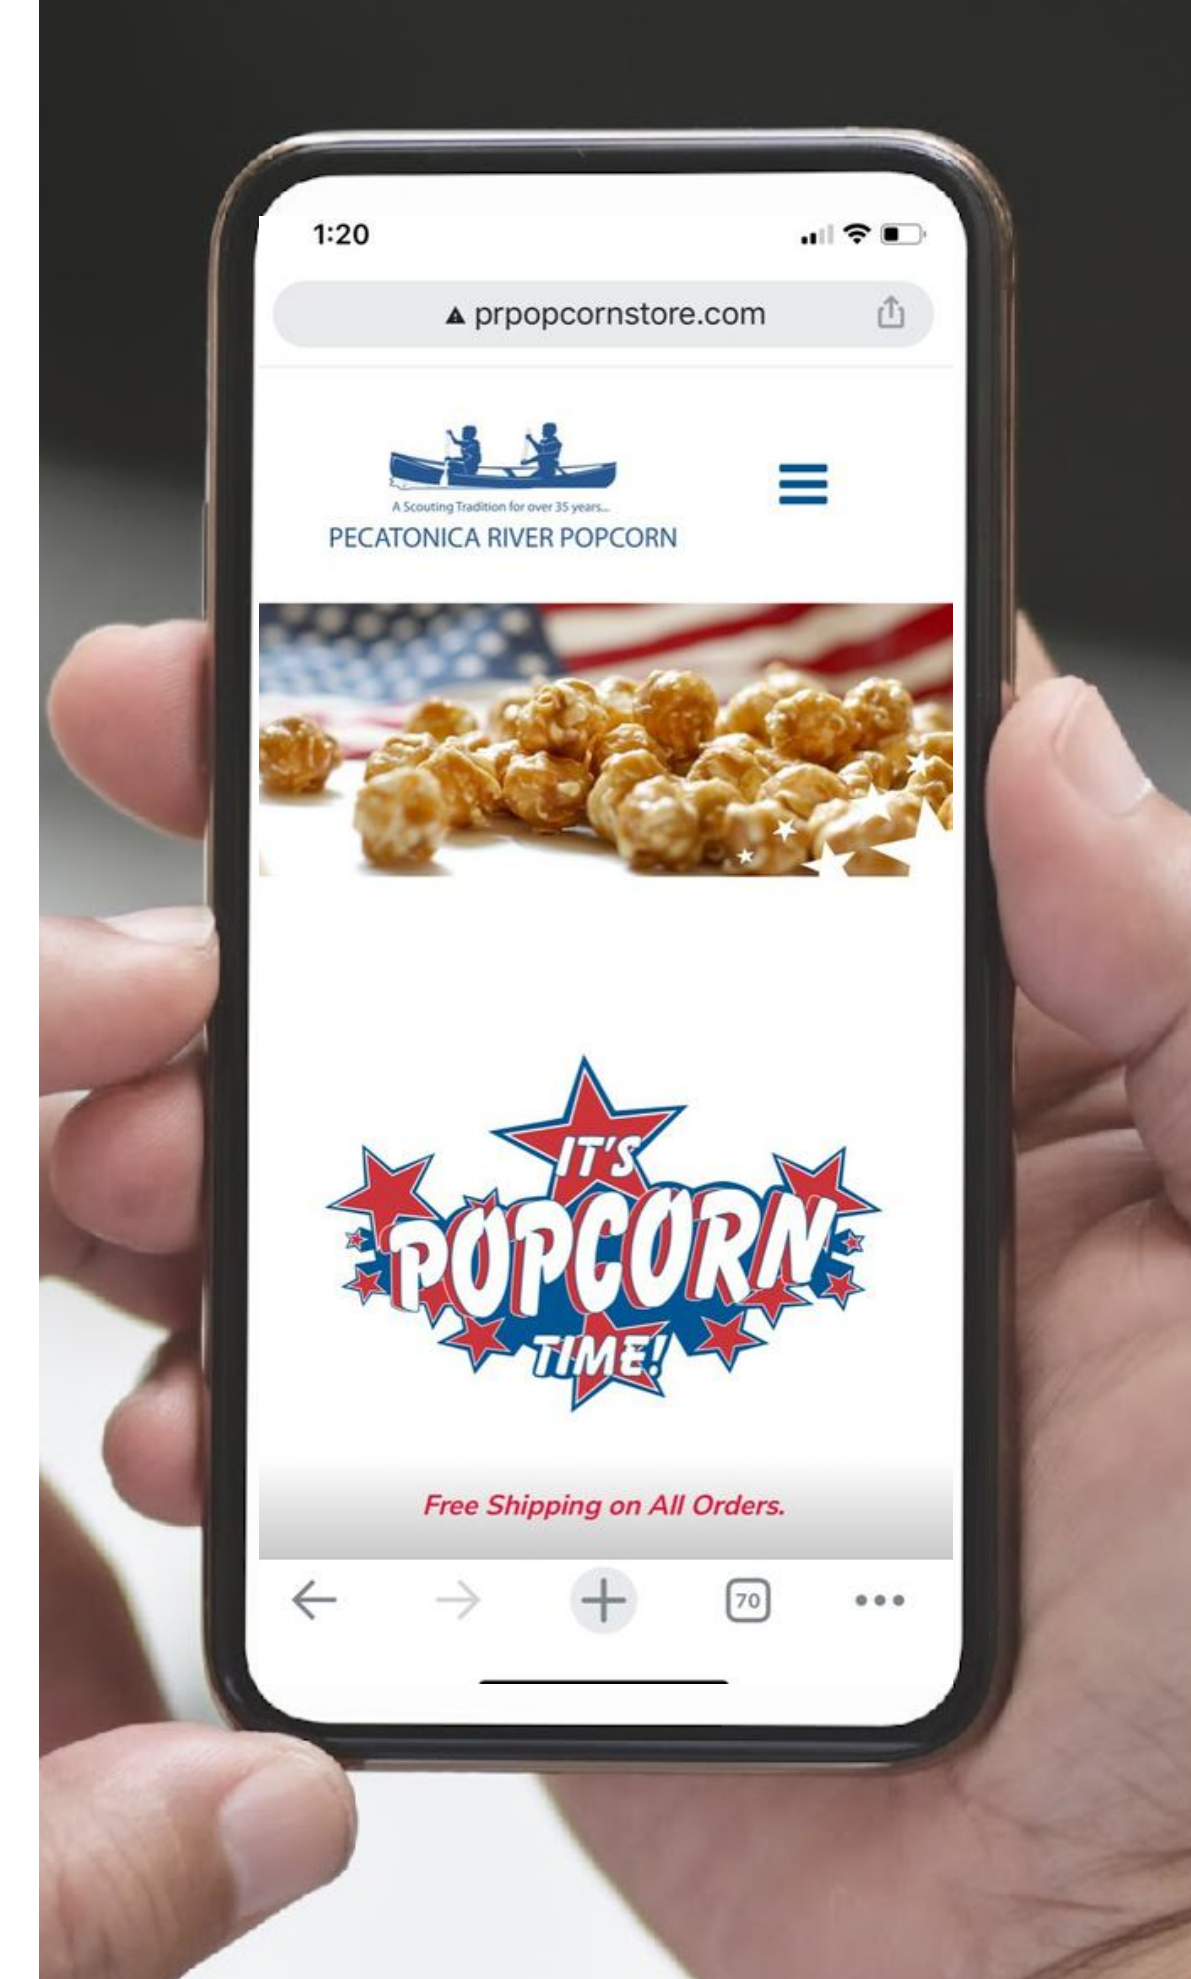 1:20
prpopcornstore.com
A Scouting Tradition for over 35 years...
PECATONICA RIVER POPCORN
IT'S
POPCORN
TIME!
Free Shipping on All Orders.
70